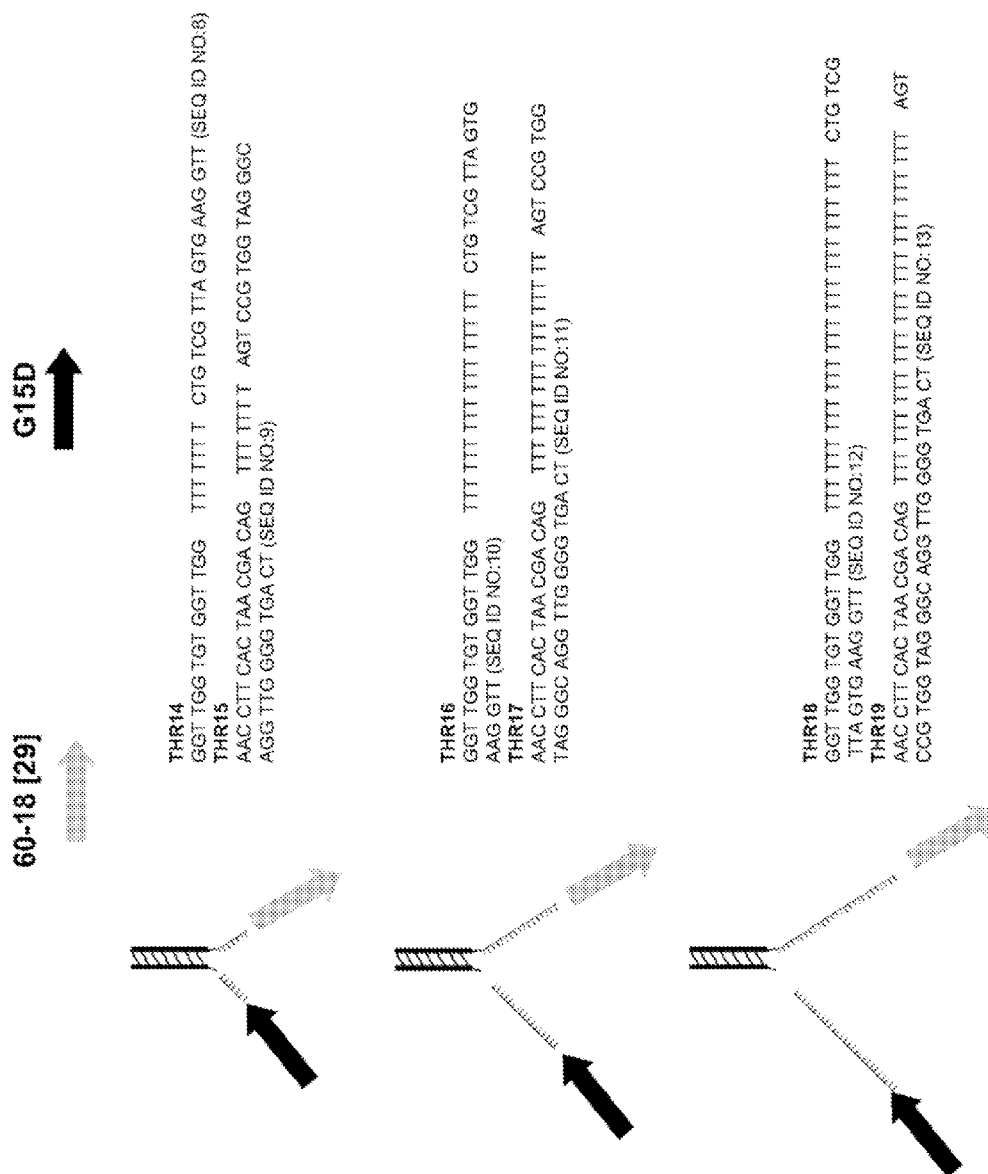 60-18 [29]
G15D
THR14
GGT TGG TGT GGT TGG TTT TTT T CTG TCG TTA GTG AAG GTT (SEQ ID NO:8)
THR15
AAC CTT CAC TAA CGA CAG TTT TTT T AGT CCG TGG TAG GGC
AGG TTG GGG TGA CT (SEQ ID NO:9)
THR16
GGT TGG TGT GGT TGG TTT TTT TTT TTT TTT TT CTG TCG TTA GTG
AAG GTT (SEQ ID NO:10)
THR17
AAC CTT CAC TAA CGA CAG TTT TTT TTT TTT TTT TT AGT CCG TGG
TAG GGC AGG TTG GGG TGA CT (SEQ ID NO:11)
THR18
GGT TGG TGT GGT TGG TTT TTT TTT TTT TTT TTT TTT TTT TTT CTG TCG
TTA GTG AAG GTT (SEQ ID NO:12)
THR19
AAC CTT CAC TAA CGA CAG TTT TTT TTT TTT TTT TTT TTT TTT TTT AGT
CCG TGG TAG GGC AGG TTG GGG TGA CT (SEQ ID NO:13)